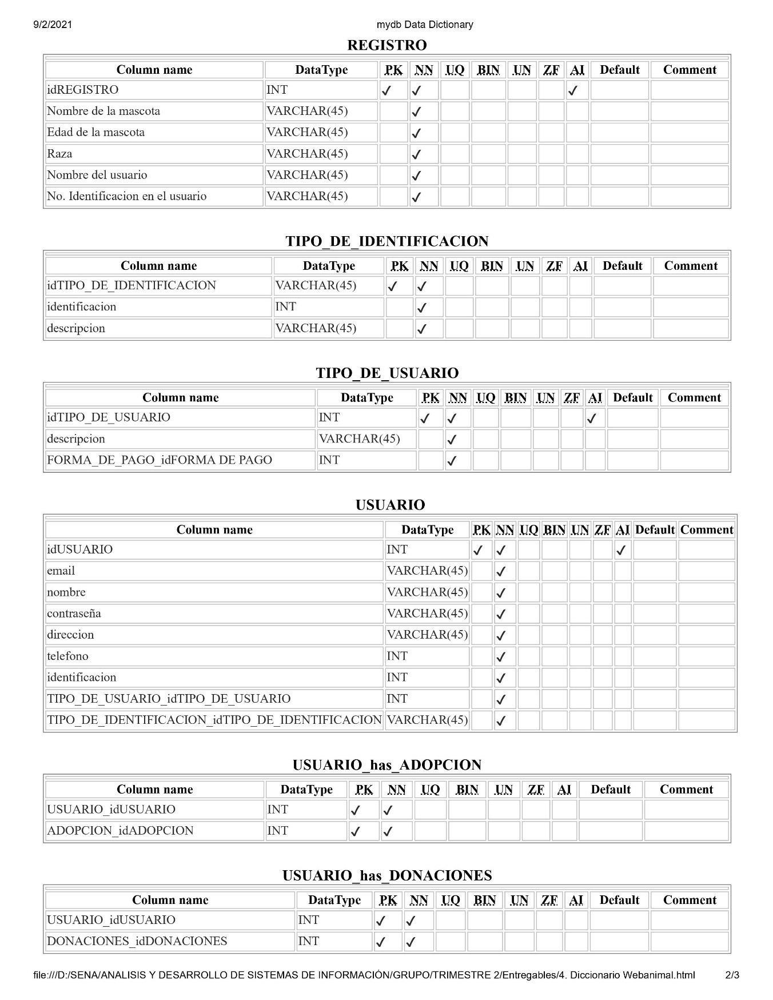 9/2/2021 mydb Data Dictionary
REGISTRO
Column name DataType PK NN UQ BIN UN ZF AI Default Comment
idREGISTRO INT ✓ ✓ ✓
Nombre de la mascota VARCHAR(45) ✓
Edad de la mascota VARCHAR(45) ✓
Raza VARCHAR(45) ✓
Nombre del usuario VARCHAR(45) ✓
No. Identificacion en el usuario VARCHAR(45) ✓
TIPO_DE_IDENTIFICACION
Column name DataType PK NN UQ BIN UN ZF AI Default Comment
idTIPO_DE_IDENTIFICACION VARCHAR(45) ✓ ✓
identificacion INT ✓
descripcion VARCHAR(45) ✓
TIPO_DE_USUARIO
Column name DataType PK NN UQ BIN UN ZF AI Default Comment
idTIPO_DE_USUARIO INT ✓ ✓ ✓
descripcion VARCHAR(45) ✓
FORMA_DE_PAGO_idFORMA DE PAGO INT ✓
USUARIO
Column name DataType PK NN UQ BIN UN ZF AI Default Comment
idUSUARIO INT ✓ ✓ ✓
email VARCHAR(45) ✓
nombre VARCHAR(45) ✓
contraseña VARCHAR(45) ✓
direccion VARCHAR(45) ✓
telefono INT ✓
identificacion INT ✓
TIPO_DE_USUARIO_idTIPO_DE_USUARIO INT ✓
TIPO_DE_IDENTIFICACION_idTIPO_DE_IDENTIFICACION VARCHAR(45) ✓
USUARIO_has_ADOPCION
Column name DataType PK NN UQ BIN UN ZF AI Default Comment
USUARIO_idUSUARIO INT ✓ ✓
ADOPCION_idADOPCION INT ✓ ✓
USUARIO_has_DONACIONES
Column name DataType PK NN UQ BIN UN ZF AI Default Comment
USUARIO_idUSUARIO INT ✓ ✓
DONACIONES_idDONACIONES INT ✓ ✓
file:///D:/SENA/ANALISIS Y DESARROLLO DE SISTEMAS DE INFORMACIÓN/GRUPO/TRIMESTRE 2/Entregables/4. Diccionario Webanimal.html 2/3